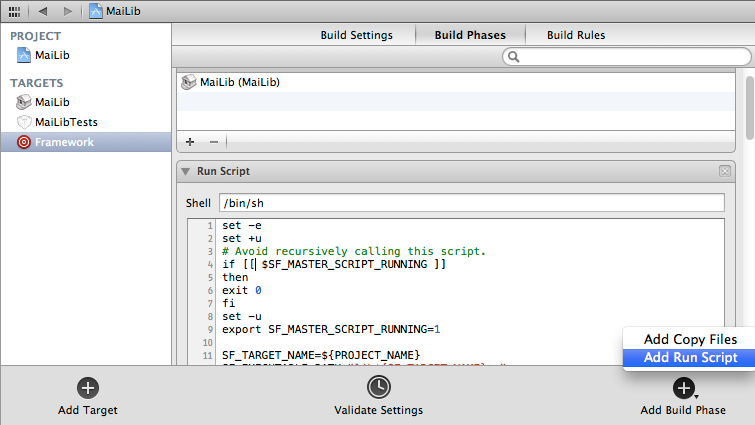 MaiLib
PROJECT
MaiLib
TARGETS
MaiLib
MaiLibTests
Framework
Build Settings
Build Phases
Build Rules
MaiLib (MaiLib)
Run Script
Shell
/bin/sh
1 set -e
2 set +u
3 # Avoid recursively calling this script.
4 if [[ $SF_MASTER_SCRIPT_RUNNING ]]
5 then
6 exit 0
7 fi
8 set -u
9 export SF_MASTER_SCRIPT_RUNNING=1
10
11 SF_TARGET_NAME=${PROJECT_NAME}
Add Copy Files
Add Run Script
Add Target
Validate Settings
Add Build Phase